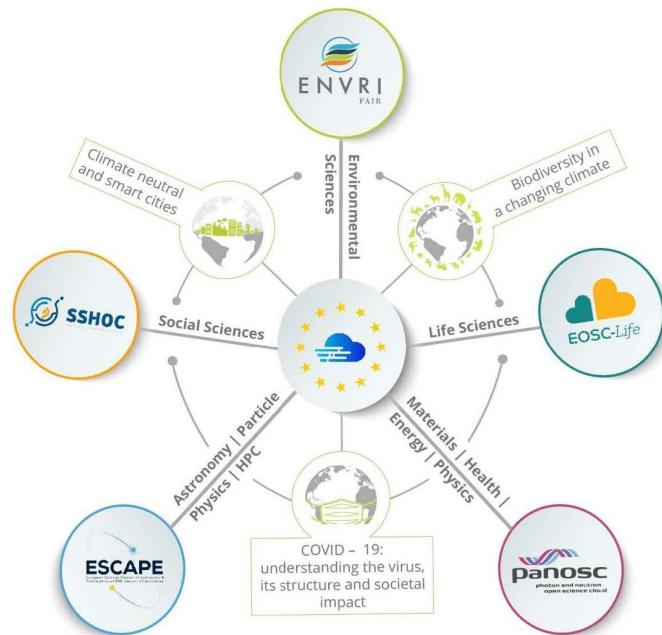 ENVRI
FAIR
Climate neutral
and smart cities
Environmental
Sciences
Biodiversity in
a changing climate
SSHOC
Social Sciences
Life Sciences
EOSC-Life
Astronomy | Particle
Physics | HPC
Materials | Health |
Energy | Physics
ESCAPE
COVID – 19:
understanding the virus,
its structure and societal
impact
panosc
photon and neutron
open science cloud